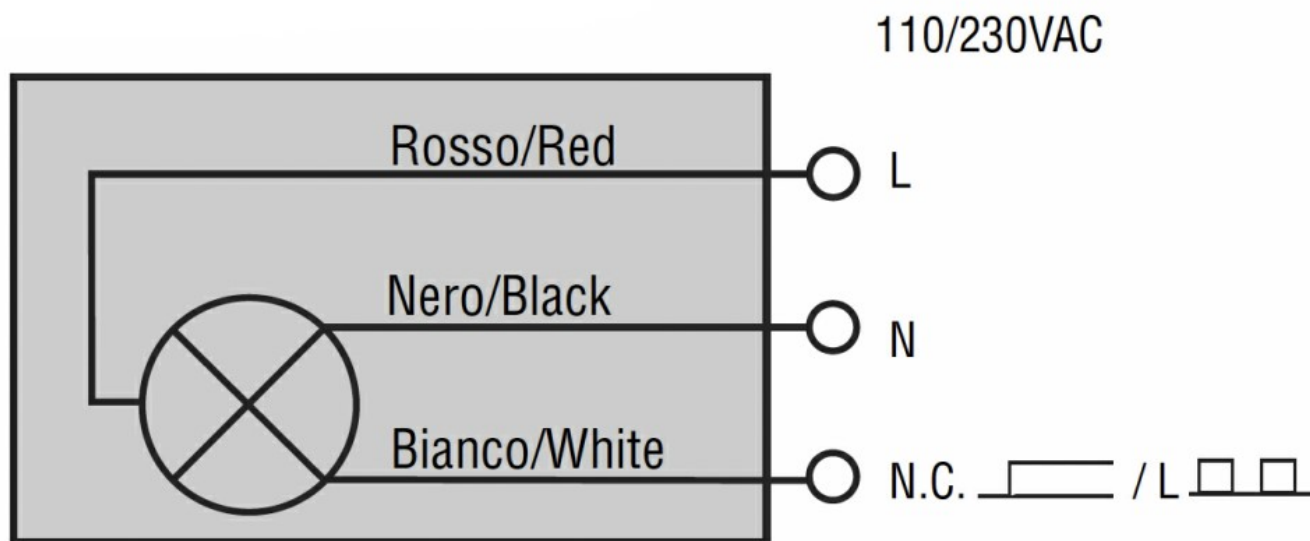 110/230VAC
Rosso/Red L
Nero/Black N
Bianco/White N.C. / L